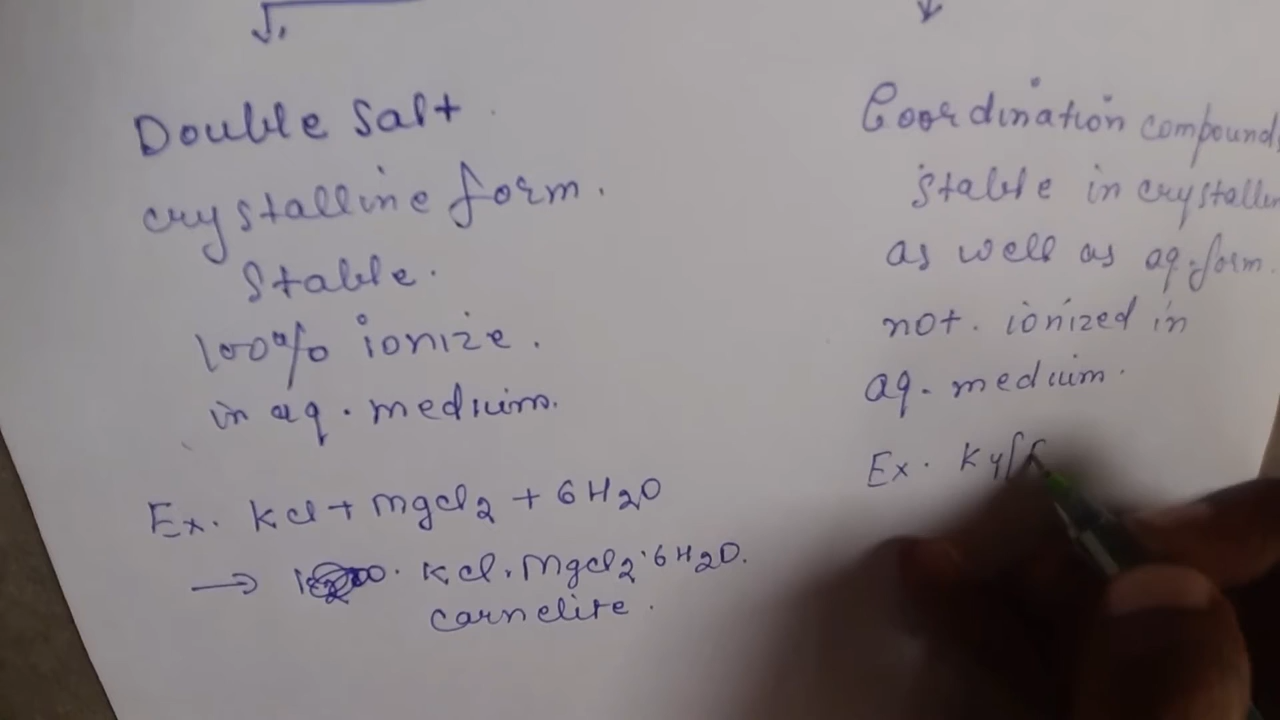 Double Salt
crystalline form.
Stable.
100% ionize.
in aq. medium.
Ex. KCl + MgCl2 + 6H2O
→ KCl.MgCl2.6H2O.
carnelite.
Coordination compound
Stable in crystallin
as well as aq. form.
not. ionized in
aq. medium.
Ex. K4[